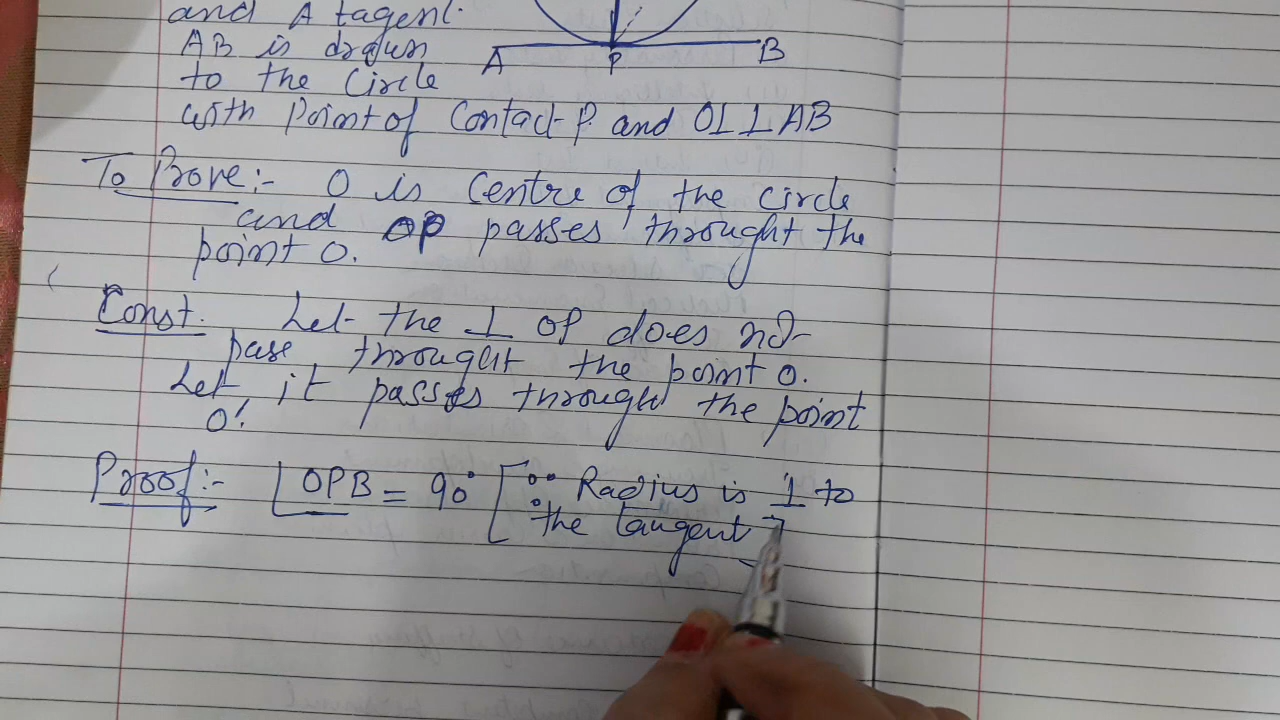 and A tagent.
AB is drawn
to the Circle
A P B
with Point of Contact P. and OL ⊥ AB
To Prove:- O is Centre of the circle
and OP passes throught the
point O.
Const. Let the ⊥ OP does not
pase throught the point O.
Let it passes through the point
O'.
Proof:- ∠OPB = 90° [∵ Radius is ⊥ to
the tangent]